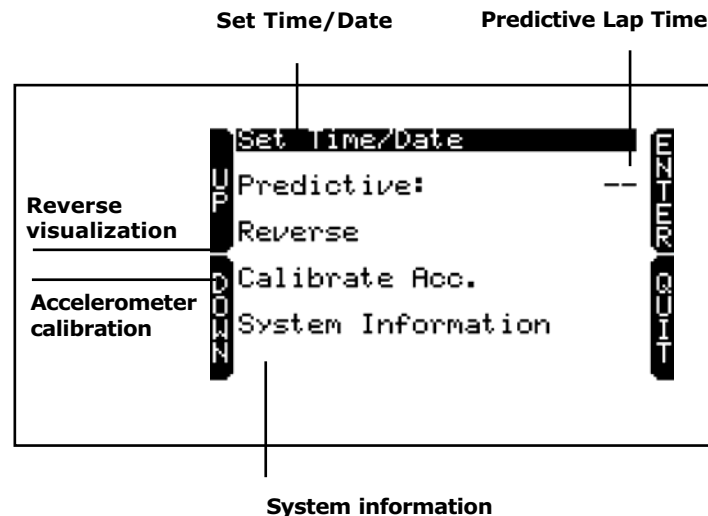 Set Time/Date
Predictive Lap Time
Set Time/Date
Predictive: --
Reverse
Calibrate Acc.
System Information
UP
DOWN
ENTER
QUIT
Reverse
visualization
Accelerometer
calibration
System information